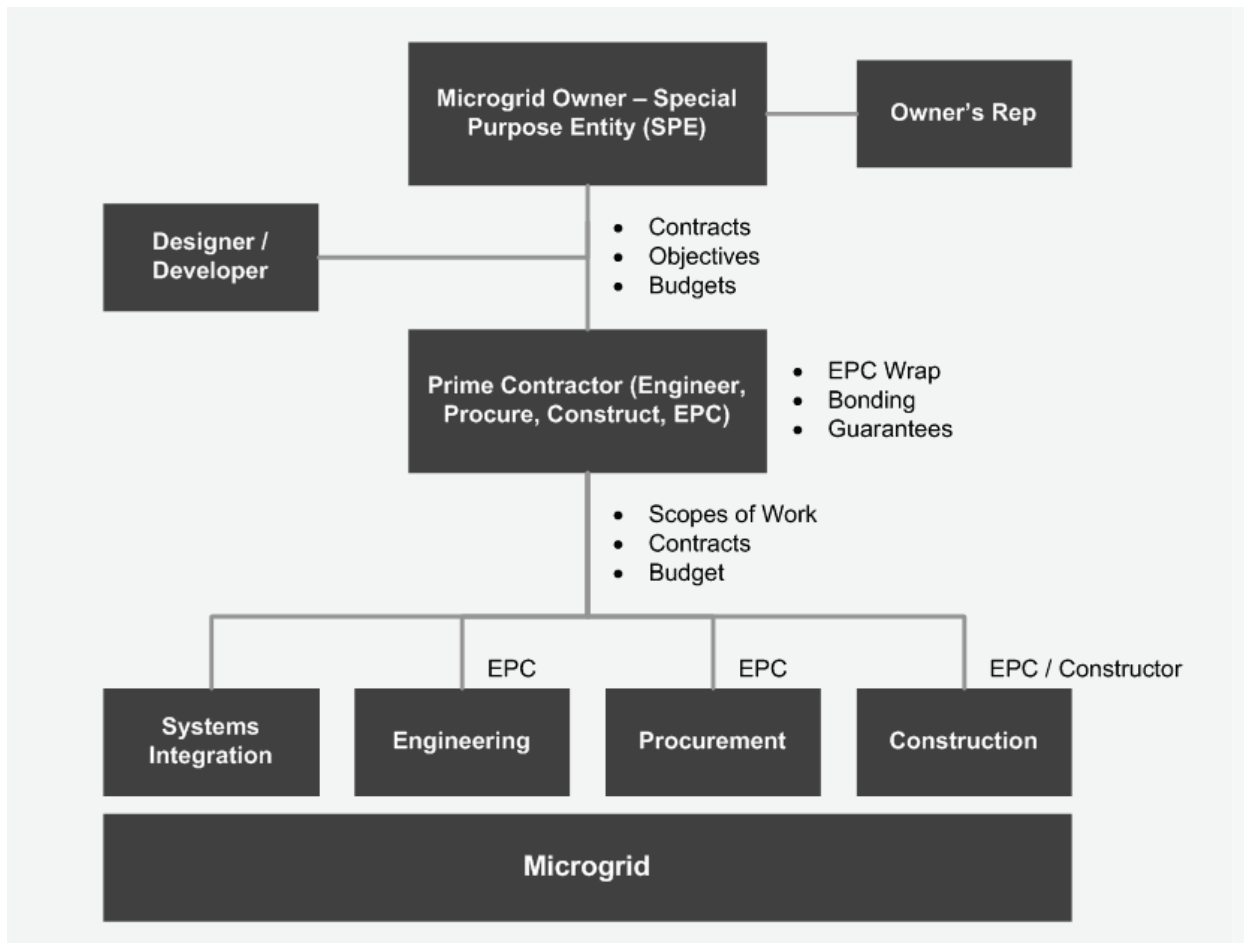 Microgrid Owner – Special
Purpose Entity (SPE)
Owner's Rep
Designer /
Developer
• Contracts
• Objectives
• Budgets
Prime Contractor (Engineer,
Procure, Construct, EPC)
• EPC Wrap
• Bonding
• Guarantees
• Scopes of Work
• Contracts
• Budget
EPC
EPC
EPC / Constructor
Systems
Integration
Engineering
Procurement
Construction
Microgrid